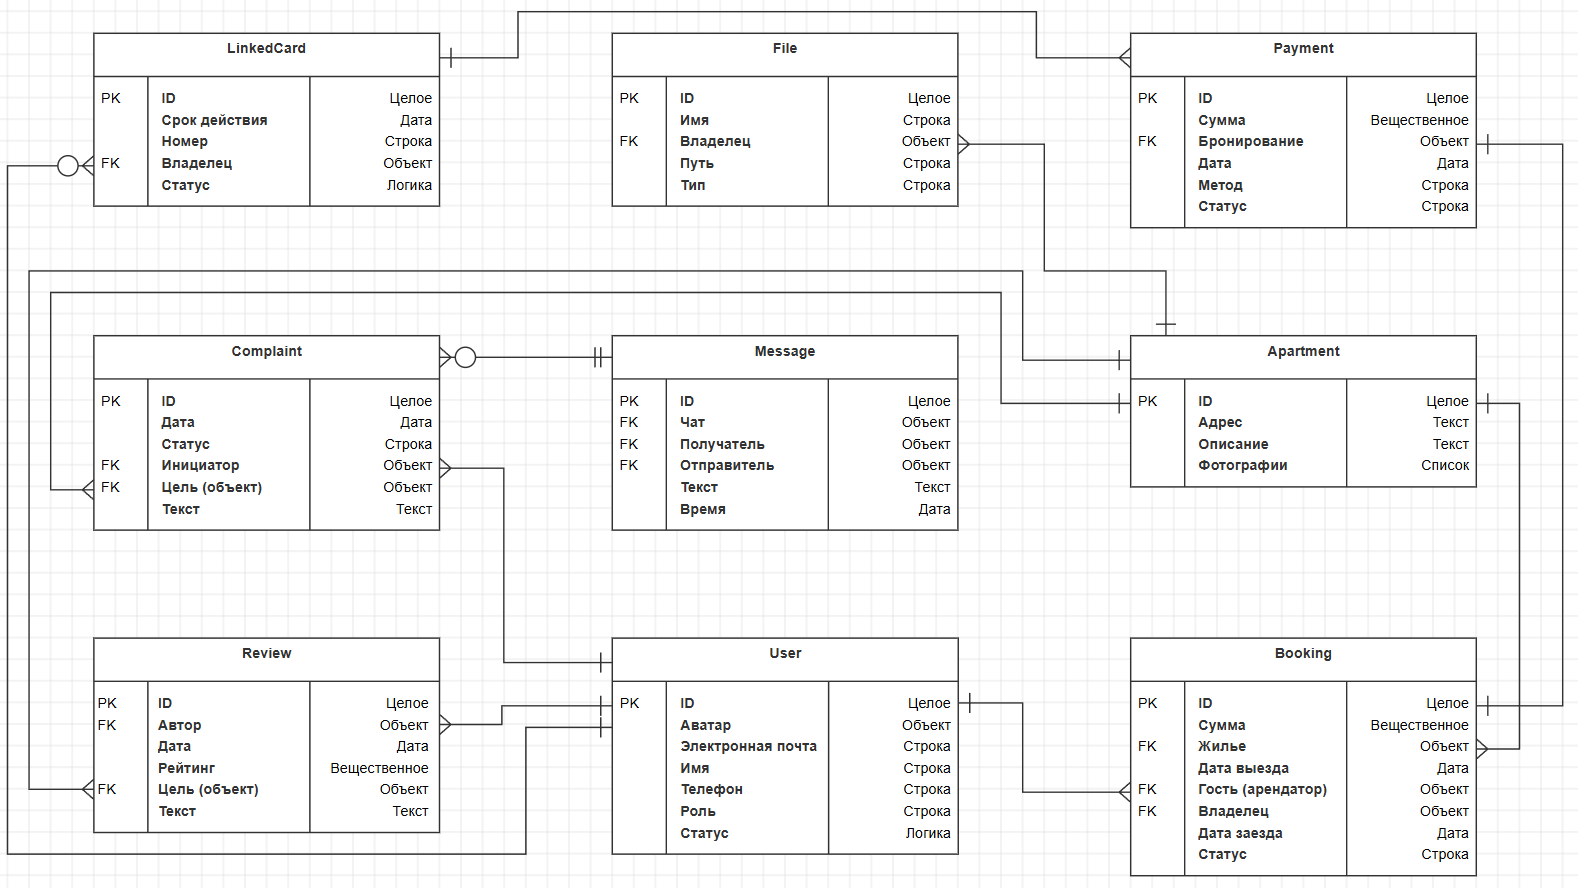 LinkedCard
PK ID Целое
Срок действия Дата
Номер Строка
FK Владелец Объект
Статус Логика
File
PK ID Целое
Имя Строка
FK Владелец Объект
Путь Строка
Тип Строка
Payment
PK ID Целое
Сумма Вещественное
FK Бронирование Объект
Дата Дата
Метод Строка
Статус Строка
Complaint
PK ID Целое
Дата Дата
Статус Строка
FK Инициатор Объект
FK Цель (объект) Объект
Текст Текст
Message
PK ID Целое
FK Чат Объект
FK Получатель Объект
FK Отправитель Объект
Текст Текст
Время Дата
Apartment
PK ID Целое
Адрес Текст
Описание Текст
Фотографии Список
Review
PK ID Целое
FK Автор Объект
Дата Дата
Рейтинг Вещественное
FK Цель (объект) Объект
Текст Текст
User
PK ID Целое
Аватар Объект
Электронная почта Строка
Имя Строка
Телефон Строка
Роль Строка
Статус Логика
Booking
PK ID Целое
Сумма Вещественное
FK Жилье Объект
Дата выезда Дата
FK Гость (арендатор) Объект
FK Владелец Объект
Дата заезда Дата
Статус Строка